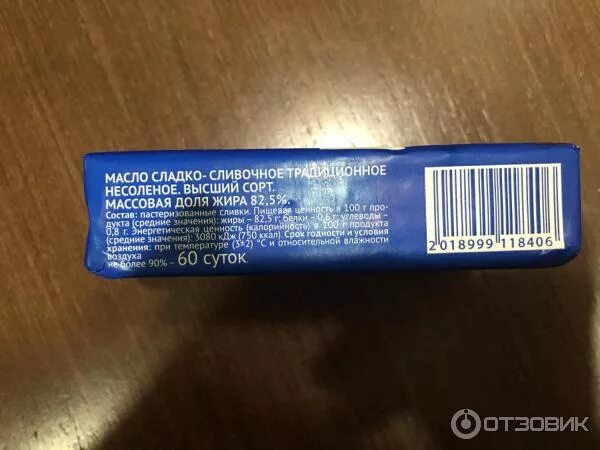 МАСЛО СЛАДКО- СЛИВОЧНОЕ ТРАДИЦИОННОЕ
НЕСОЛЕНОЕ. ВЫСШИЙ СОРТ.
МАССОВАЯ ДОЛЯ ЖИРА 82,5%.
Состав: пастеризованные сливки. Пищевая ценность в 100 г про-
дукта (средние значения): жиры – 82,5 г; белки – 0,6 г; углеводы –
0,8 г. Энергетическая ценность (калорийность) в 100 г продукта
(средние значения): 3080 кДж (750 ккал). Срок годности и условия
хранения: при температуре (3±2) °С и относительной влажности
воздуха
не более 90% – 60 суток.
2 018999 118406
ОТЗОВИК